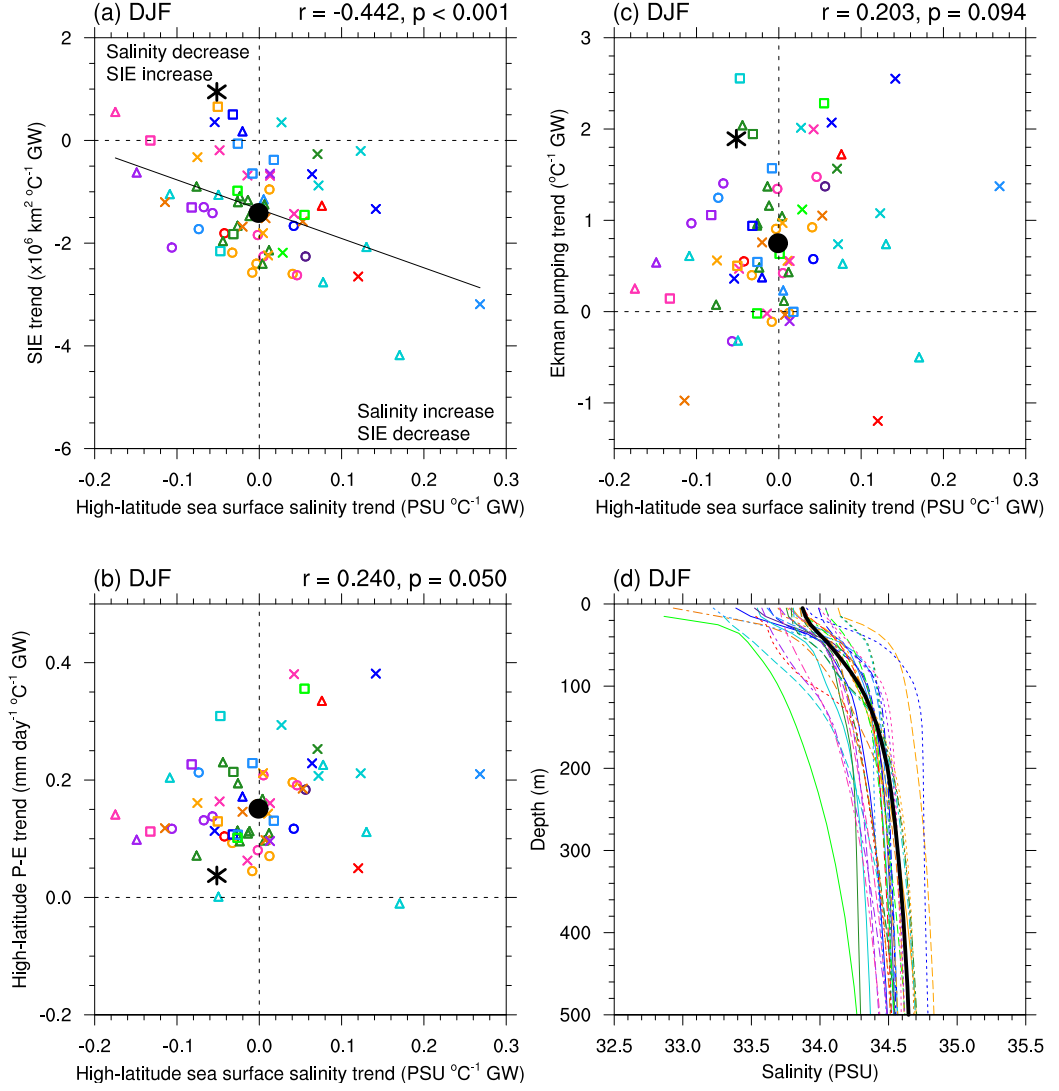 (a) DJF
r = -0.442, p < 0.001
Salinity decrease
SIE increase
2
0
-2
-4
-6
SIE trend (x10⁶ km² °C⁻¹ GW)
Salinity increase
SIE decrease
-0.2 -0.1 0.0 0.1 0.2 0.3
High-latitude sea surface salinity trend (PSU °C⁻¹ GW)
(c) DJF
r = 0.203, p = 0.094
3
2
1
0
-1
Ekman pumping trend (°C⁻¹ GW)
-0.2 -0.1 0.0 0.1 0.2 0.3
High-latitude sea surface salinity trend (PSU °C⁻¹ GW)
(b) DJF
r = 0.240, p = 0.050
0.4
0.2
0.0
-0.2
High-latitude P-E trend (mm day⁻¹ °C⁻¹ GW)
-0.2 -0.1 0.0 0.1 0.2 0.3
High-latitude sea surface salinity trend (PSU °C⁻¹ GW)
(d) DJF
0
100
200
300
400
500
Depth (m)
32.5 33.0 33.5 34.0 34.5 35.0 35.5
Salinity (PSU)